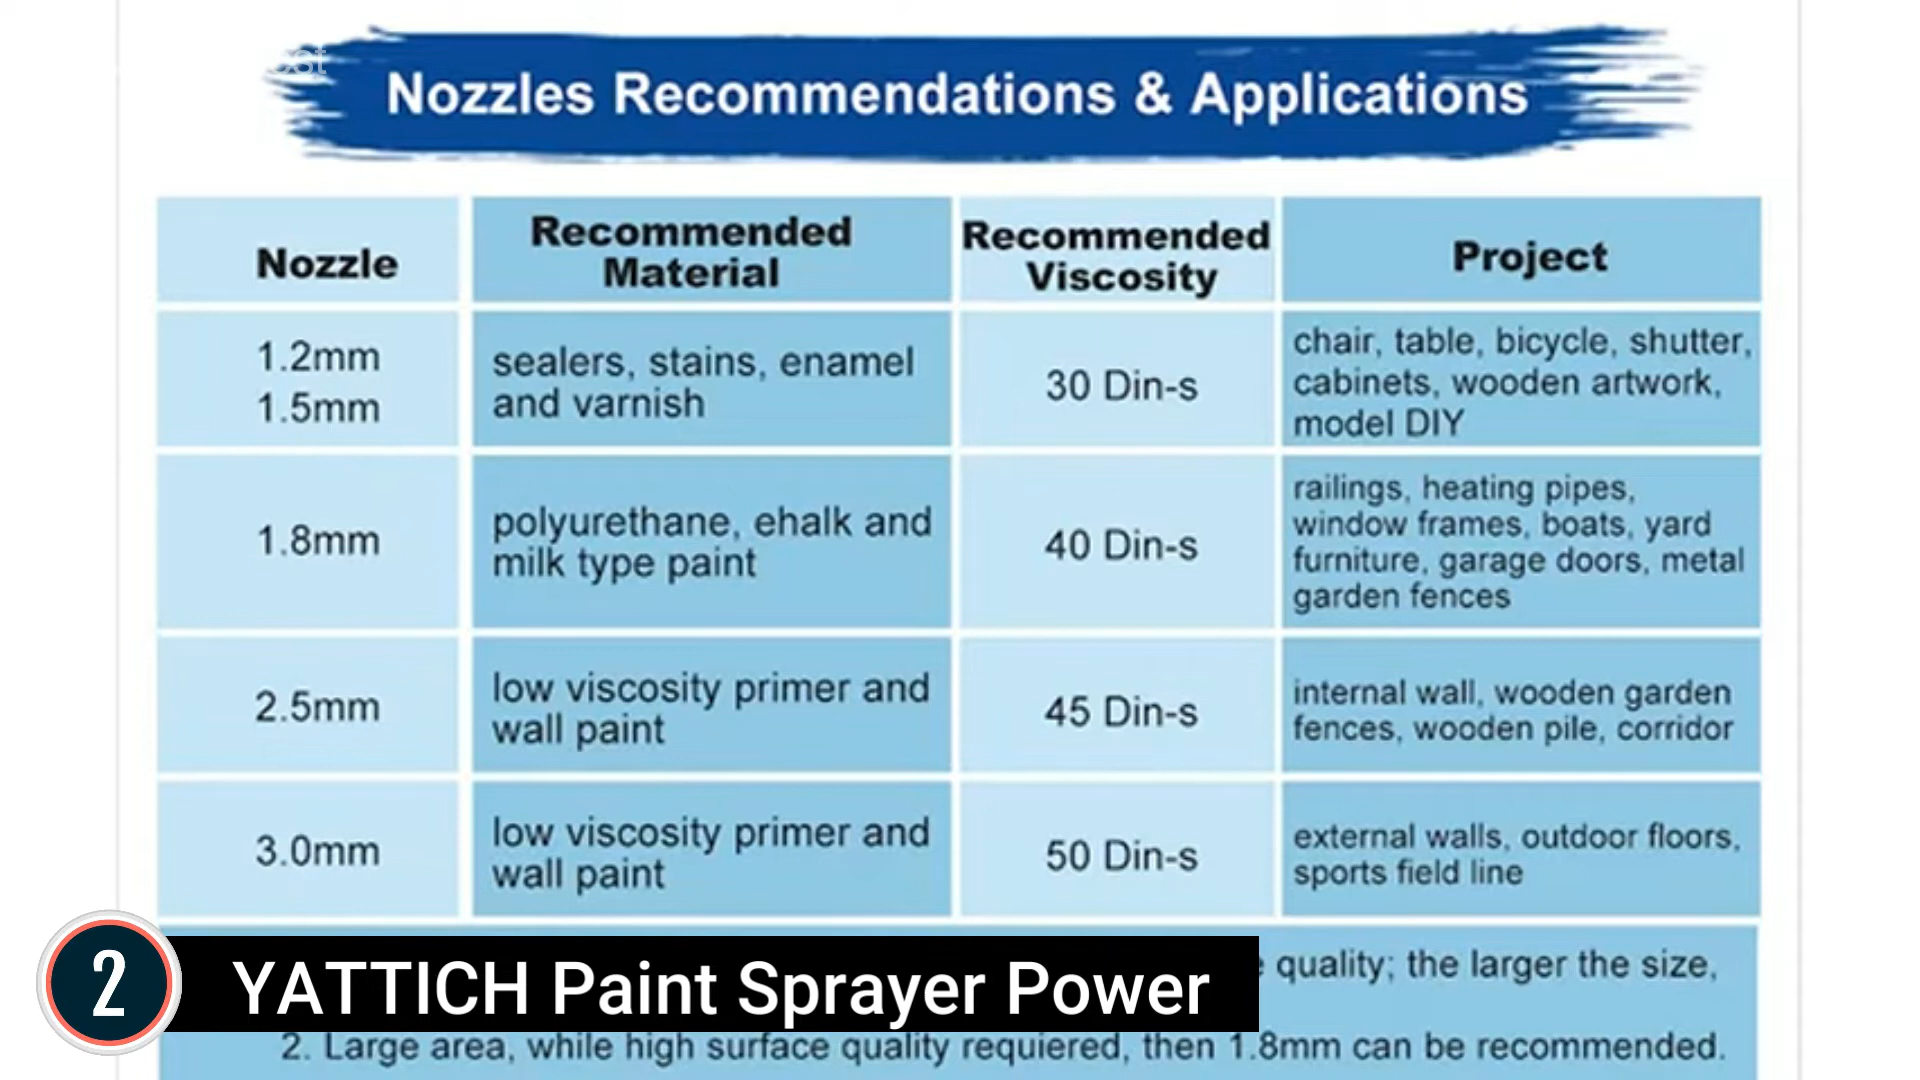 Nozzles Recommendations & Applications
Nozzle
Recommended
Material
Recommended
Viscosity
Project
1.2mm
1.5mm
sealers, stains, enamel
and varnish
30 Din-s
chair, table, bicycle, shutter,
cabinets, wooden artwork,
model DIY
1.8mm
polyurethane, ehalk and
milk type paint
40 Din-s
railings, heating pipes,
window frames, boats, yard
furniture, garage doors, metal
garden fences
2.5mm
low viscosity primer and
wall paint
45 Din-s
internal wall, wooden garden
fences, wooden pile, corridor
3.0mm
low viscosity primer and
wall paint
50 Din-s
external walls, outdoor floors,
sports field line
quality; the larger the size,
2 YATTICH Paint Sprayer Power
2. Large area, while high surface quality requiered, then 1.8mm can be recommended.